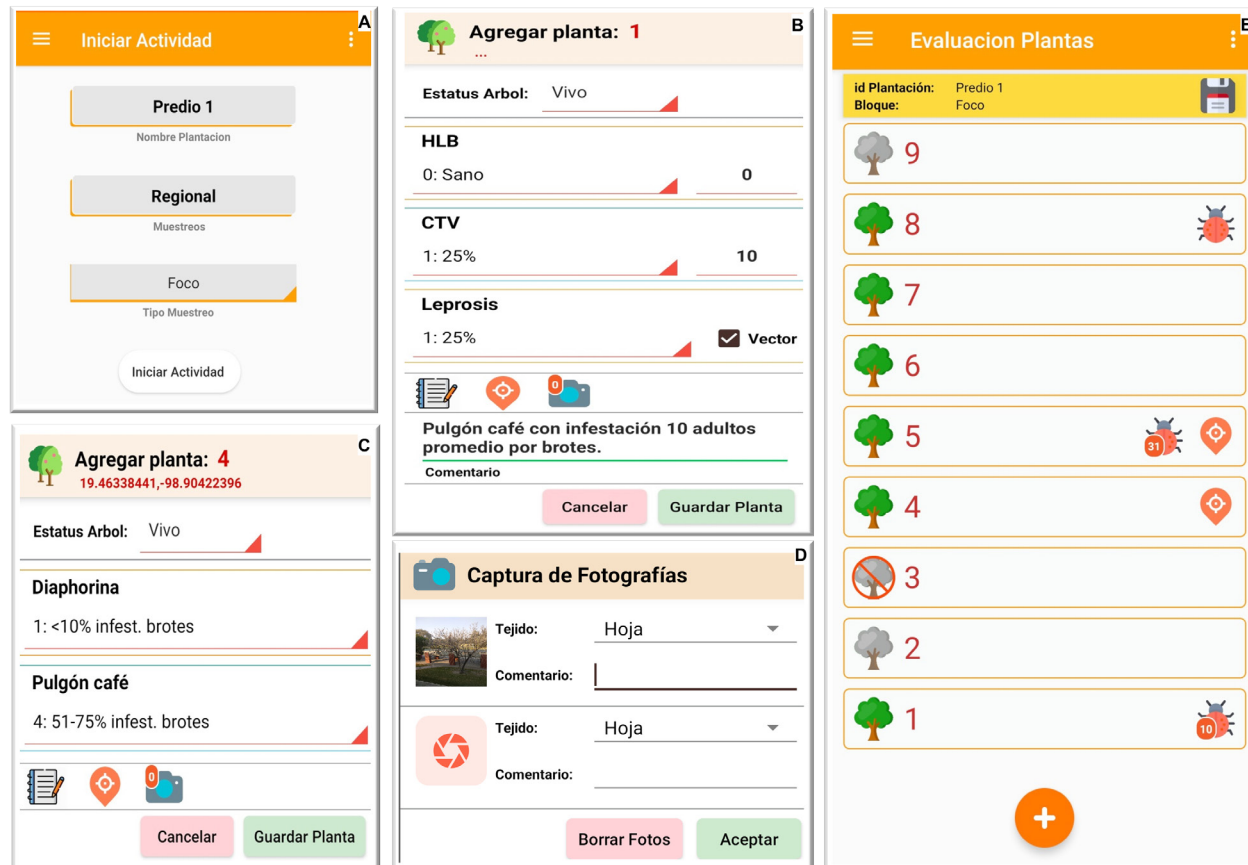 A
Iniciar Actividad
Predio 1
Nombre Plantacion
Regional
Muestreos
Foco
Tipo Muestreo
Iniciar Actividad
B
Agregar planta: 1
...
Estatus Arbol: Vivo
HLB
0: Sano 0
CTV
1: 25% 10
Leprosis
1: 25% Vector
0
Pulgón café con infestación 10 adultos
promedio por brotes.
Comentario
Cancelar Guardar Planta
C
Agregar planta: 4
19.46338441,-98.90422396
Estatus Arbol: Vivo
Diaphorina
1: <10% infest. brotes
Pulgón café
4: 51-75% infest. brotes
0
Cancelar Guardar Planta
D
Captura de Fotografías
Tejido: Hoja
Comentario:
Tejido: Hoja
Comentario:
Borrar Fotos Aceptar
E
Evaluacion Plantas
id Plantación: Predio 1
Bloque: Foco
9
8
7
6
5 31
4
3
2
1 10
+